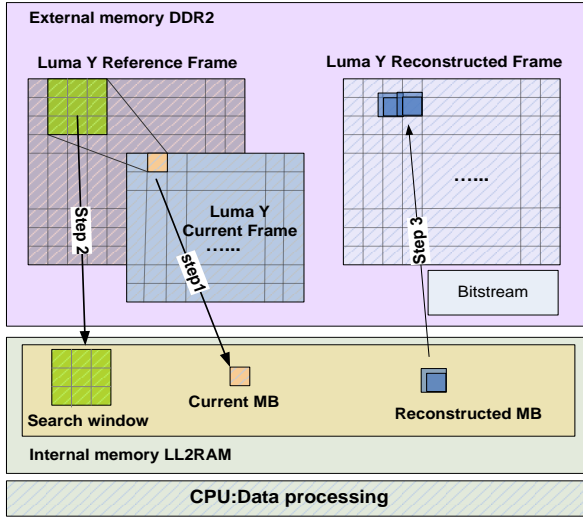 External memory DDR2
Luma Y Reference Frame
Luma Y Reconstructed Frame
Luma Y
Current Frame
…...
…...
Step 2
step1
Step 3
Bitstream
Search window
Current MB
Reconstructed MB
Internal memory LL2RAM
CPU:Data processing